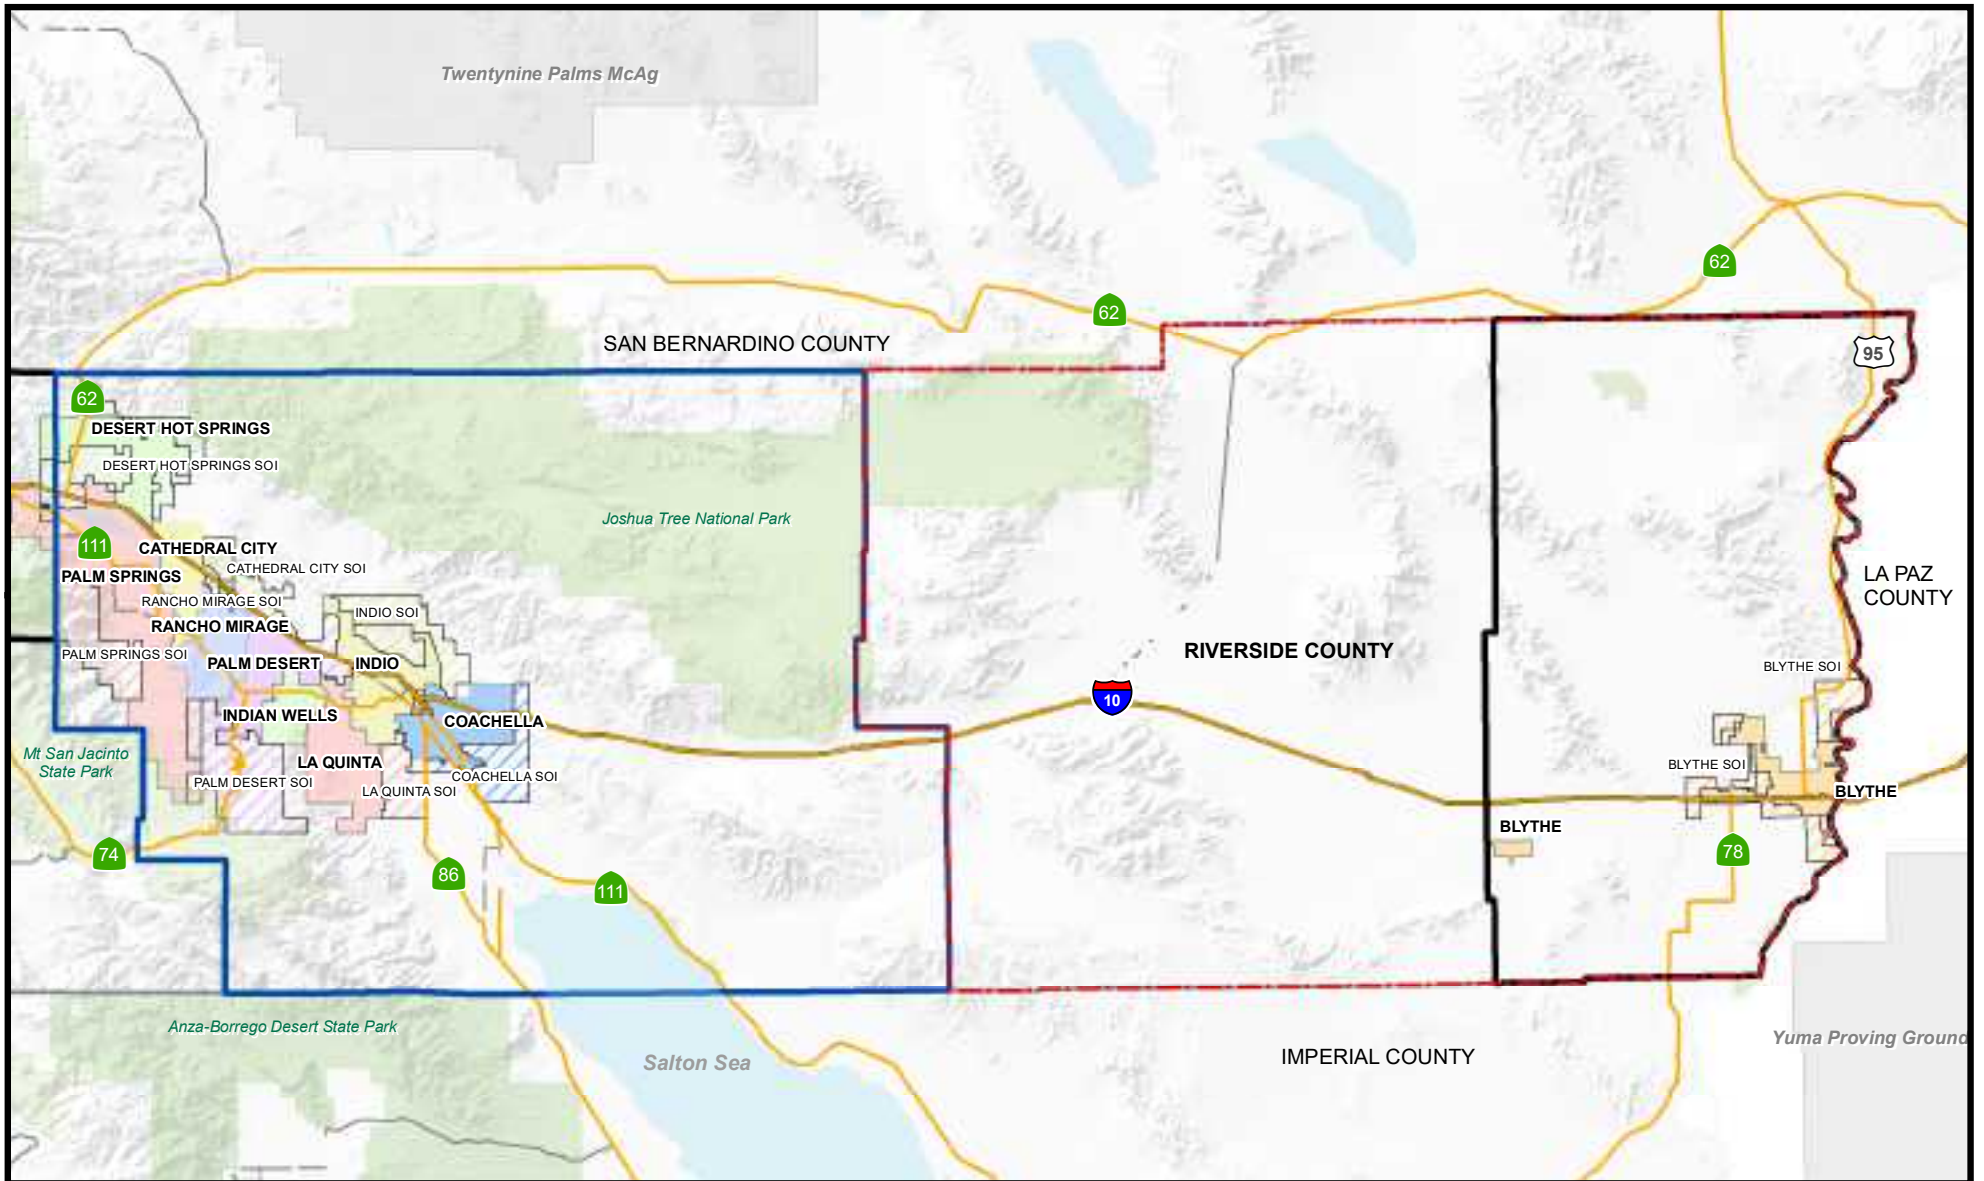 Twentynine Palms McAg
62
62
SAN BERNARDINO COUNTY
95
62
DESERT HOT SPRINGS
DESERT HOT SPRINGS SOI
Joshua Tree National Park
111
CATHEDRAL CITY
CATHEDRAL CITY SOI
PALM SPRINGS
LA PAZ
COUNTY
RANCHO MIRAGE SOI
INDIO SOI
RANCHO MIRAGE
PALM SPRINGS SOI
RIVERSIDE COUNTY
PALM DESERT
INDIO
BLYTHE SOI
10
INDIAN WELLS
COACHELLA
Mt San Jacinto
State Park
LA QUINTA
BLYTHE SOI
COACHELLA SOI
PALM DESERT SOI
LA QUINTA SOI
BLYTHE
BLYTHE
74
78
86
111
Anza-Borrego Desert State Park
Yuma Proving Ground
Salton Sea
IMPERIAL COUNTY